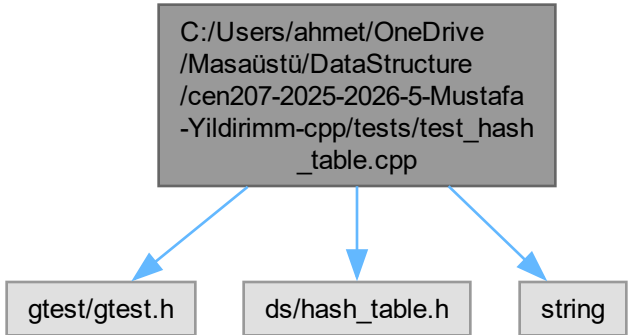 C:/Users/ahmet/OneDrive
/Masaüstü/DataStructure
/cen207-2025-2026-5-Mustafa
-Yildirimm-cpp/tests/test_hash
_table.cpp
gtest/gtest.h
ds/hash_table.h
string